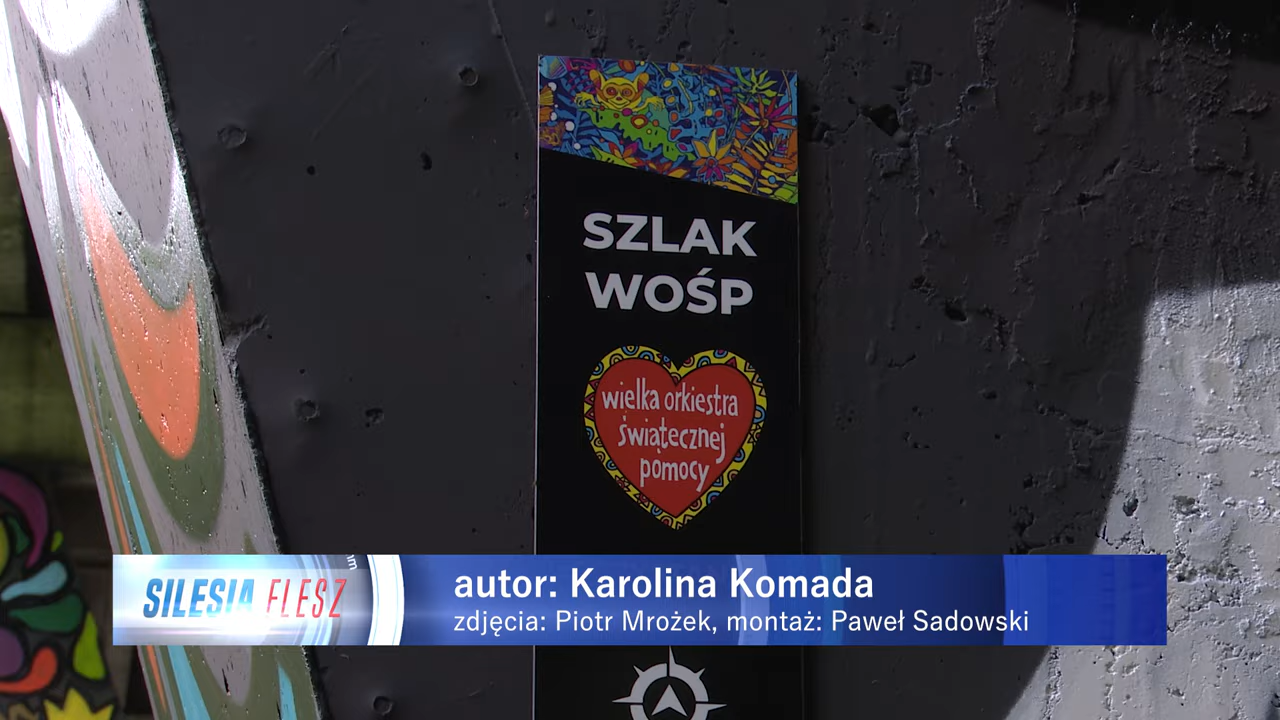 SZLAK
WOŚP
wielka orkiestra
świątecznej
pomocy
SILESIA FLESZ
autor: Karolina Komada
zdjęcia: Piotr Mrożek, montaż: Paweł Sadowski